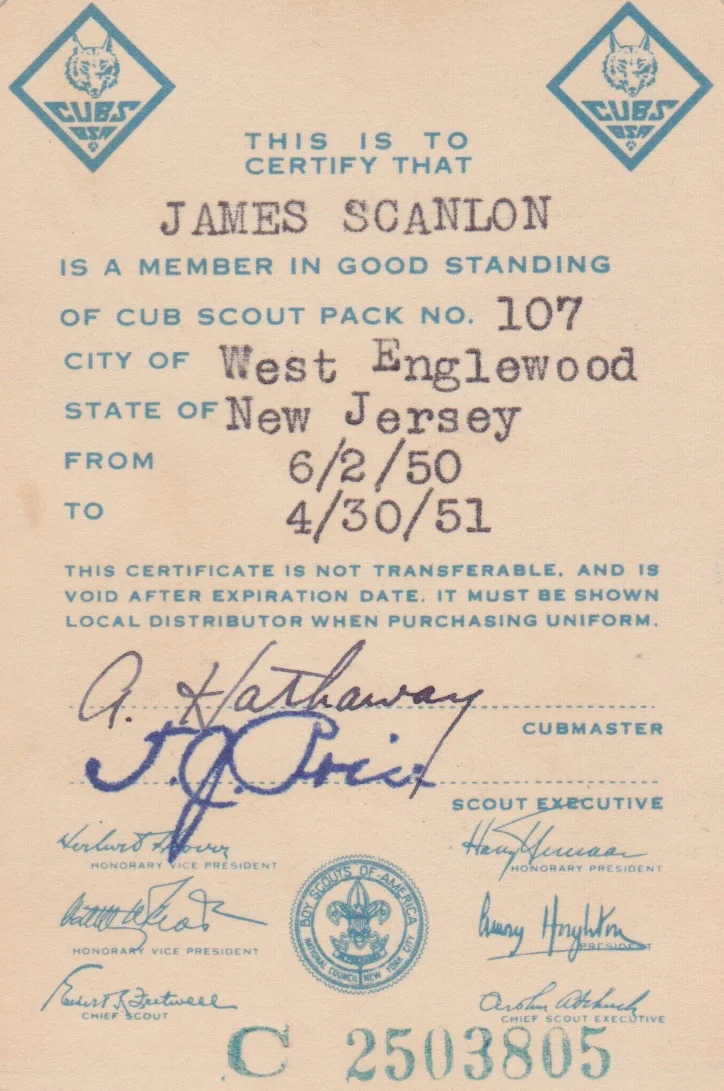 CUBS CUBS
BSA BSA
THIS IS TO
CERTIFY THAT
JAMES SCANLON
IS A MEMBER IN GOOD STANDING
OF CUB SCOUT PACK NO. 107
CITY OF West Englewood
STATE OF New Jersey
FROM 6/2/50
TO 4/30/51
THIS CERTIFICATE IS NOT TRANSFERABLE, AND IS
VOID AFTER EXPIRATION DATE. IT MUST BE SHOWN
LOCAL DISTRIBUTOR WHEN PURCHASING UNIFORM.
A. Hathaway
CUBMASTER
J. Price
SCOUT EXECUTIVE
Herbert Hoover Harry Truman
HONORARY VICE PRESIDENT HONORARY PRESIDENT
Amory Houghton
HONORARY VICE PRESIDENT PRESIDENT
CHIEF SCOUT CHIEF SCOUT EXECUTIVE
BOY SCOUTS OF AMERICA
NATIONAL COUNCIL NEW YORK CITY
C 2503805